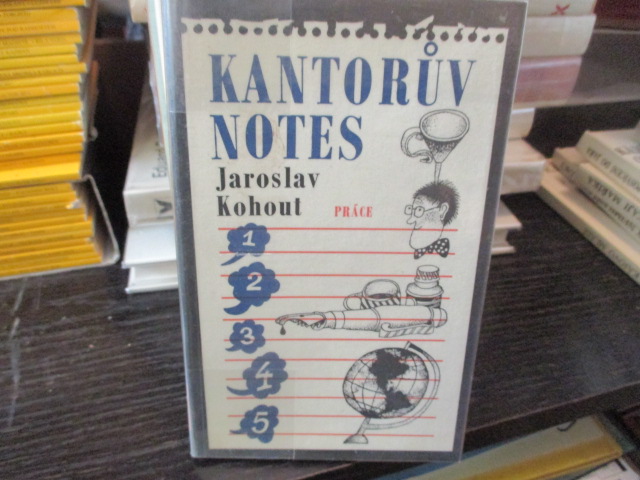 KANTORŮV
NOTES
Jaroslav
Kohout
PRÁCE
1
2
3
4
5